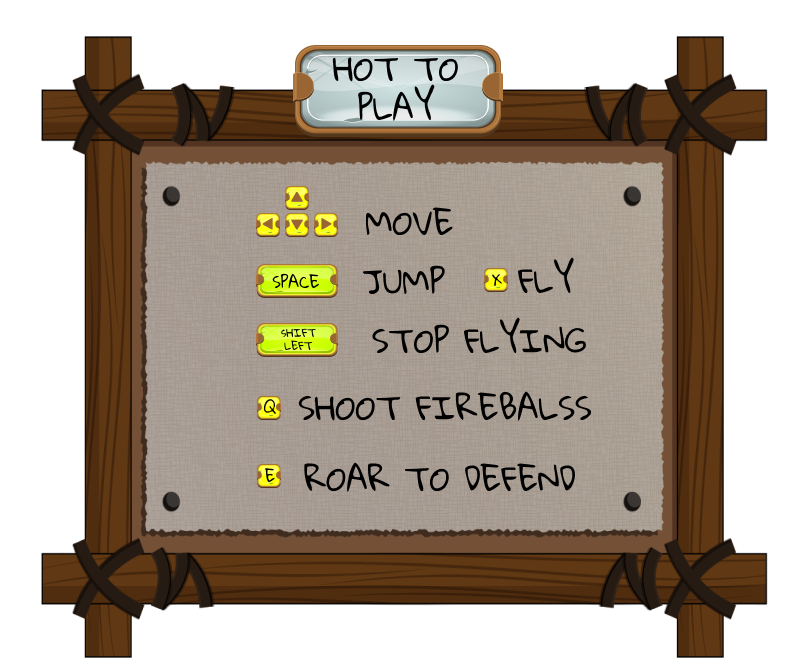 HOT TO
PLAY
MOVE
SPACE JUMP X FLY
SHIFT
LEFT
STOP FLYING
Q SHOOT FIREBALSS
E ROAR TO DEFEND